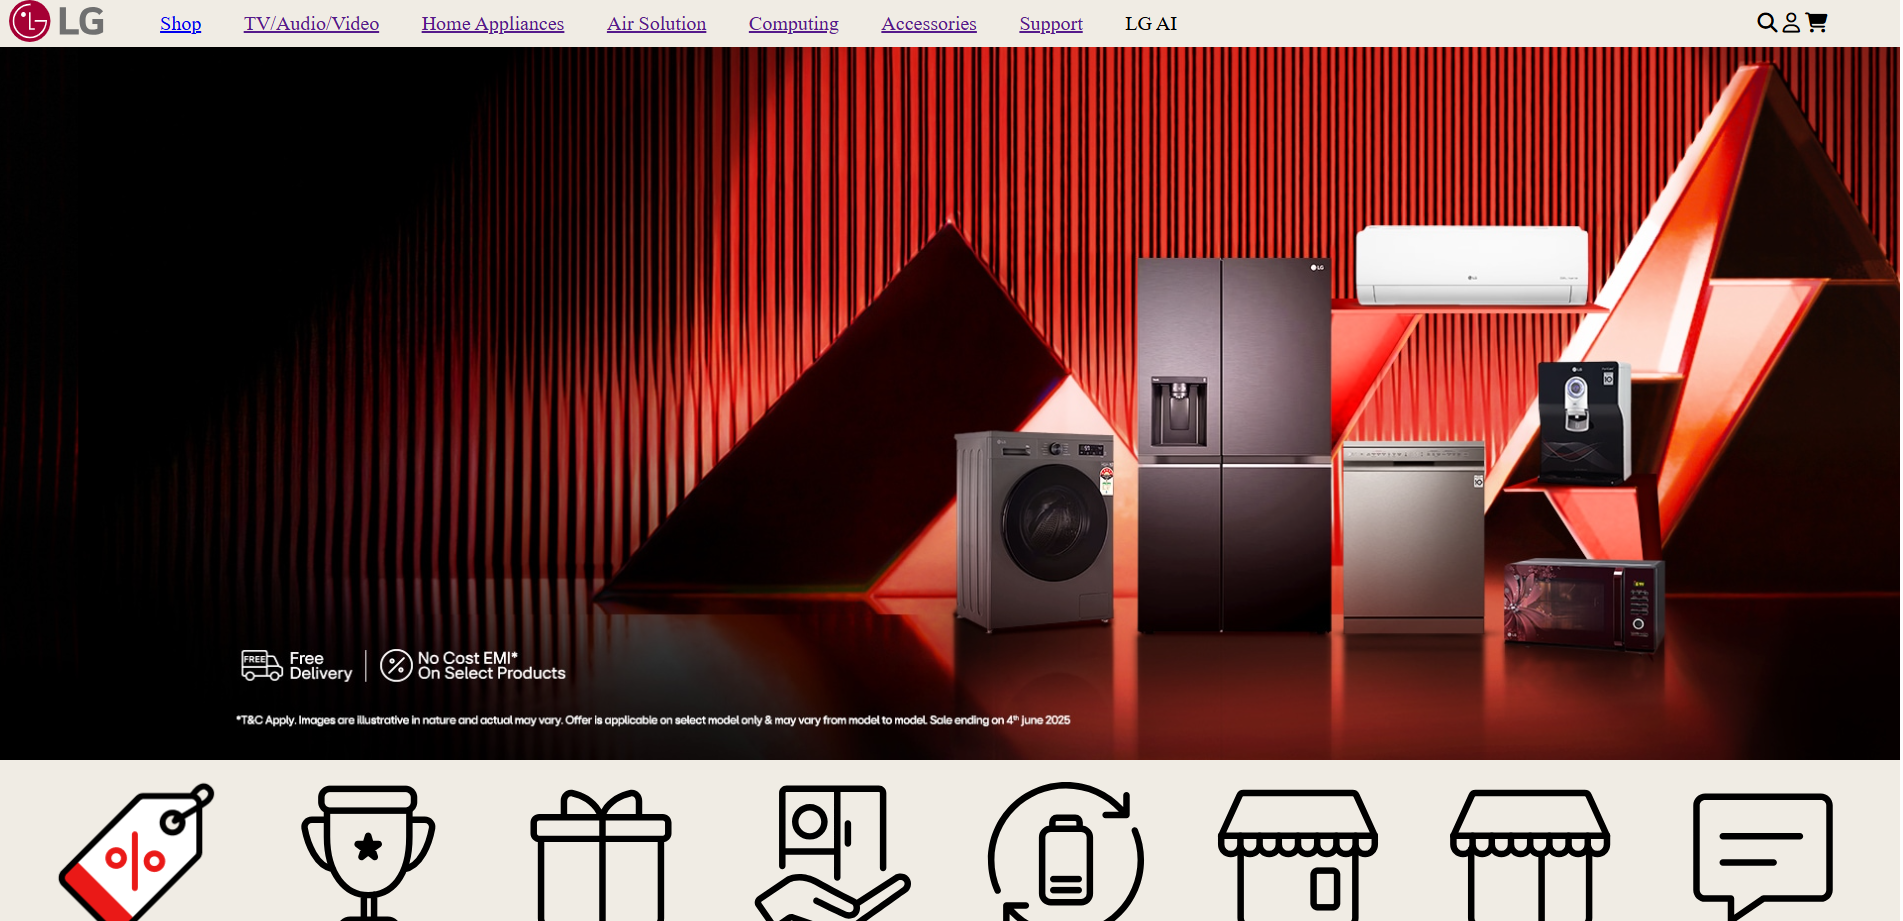 LG
Shop
TV/Audio/Video
Home Appliances
Air Solution
Computing
Accessories
Support
LG AI
LG
LG
FREE Free
Delivery
No Cost EMI*
On Select Products
*T&C Apply. Images are illustrative in nature and actual may vary. Offer is applicable on select model only & may vary from model to model. Sale ending on 4th june 2025